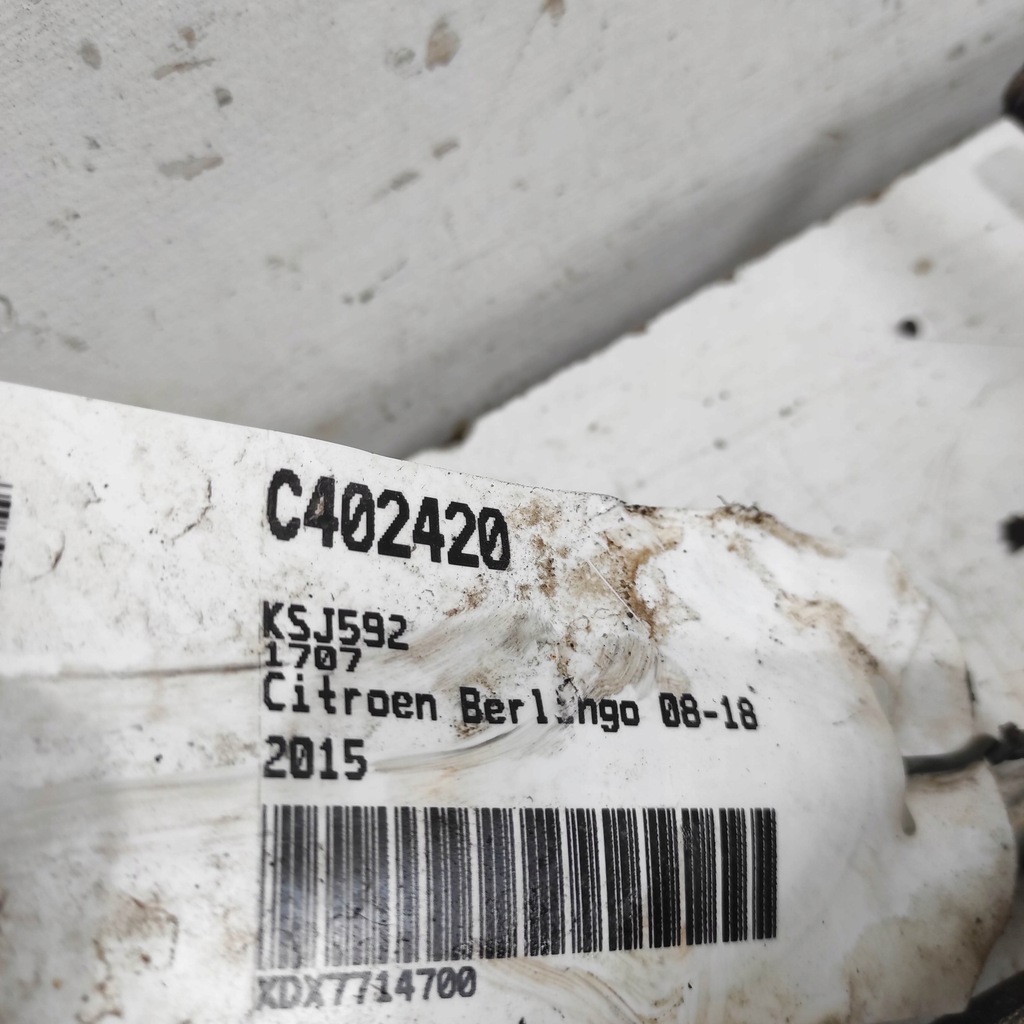 C402420
KSJ592
1707
Citroen Berlingo 08-18
2015
XDX7714700